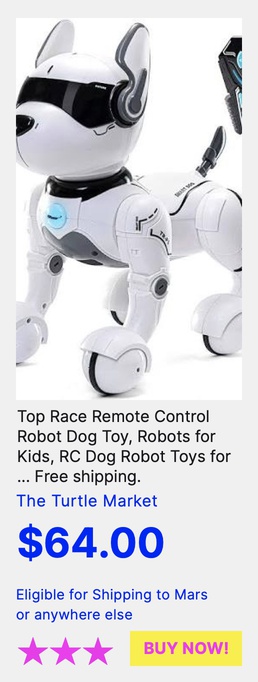 Top Race Remote Control
Robot Dog Toy, Robots for
Kids, RC Dog Robot Toys for
... Free shipping.
The Turtle Market
$64.00
Eligible for Shipping to Mars
or anywhere else
BUY NOW!